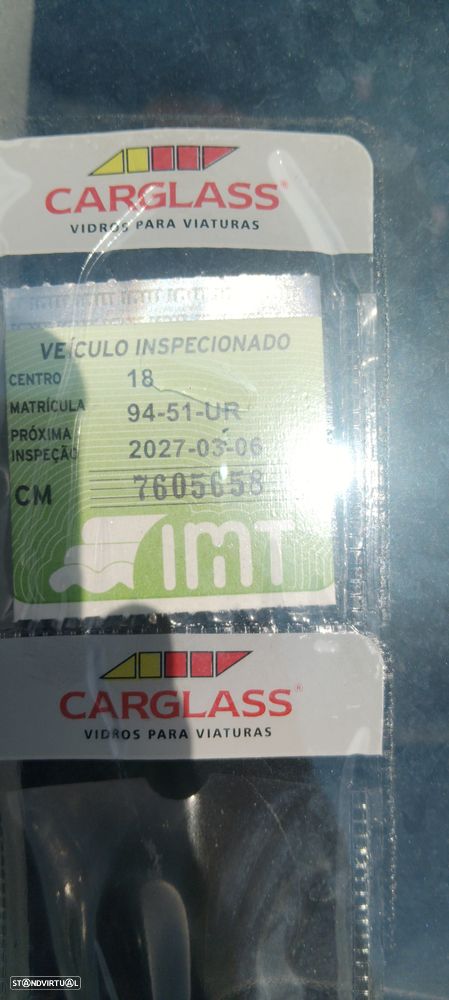 CARGLASS®
VIDROS PARA VIATURAS
VEÍCULO INSPECIONADO
CENTRO 18
MATRÍCULA 94-51-UR
PRÓXIMA
INSPEÇÃO 2027-03-06
CM 7605658
IMT
CARGLASS®
VIDROS PARA VIATURAS
STANDVIRTUAL